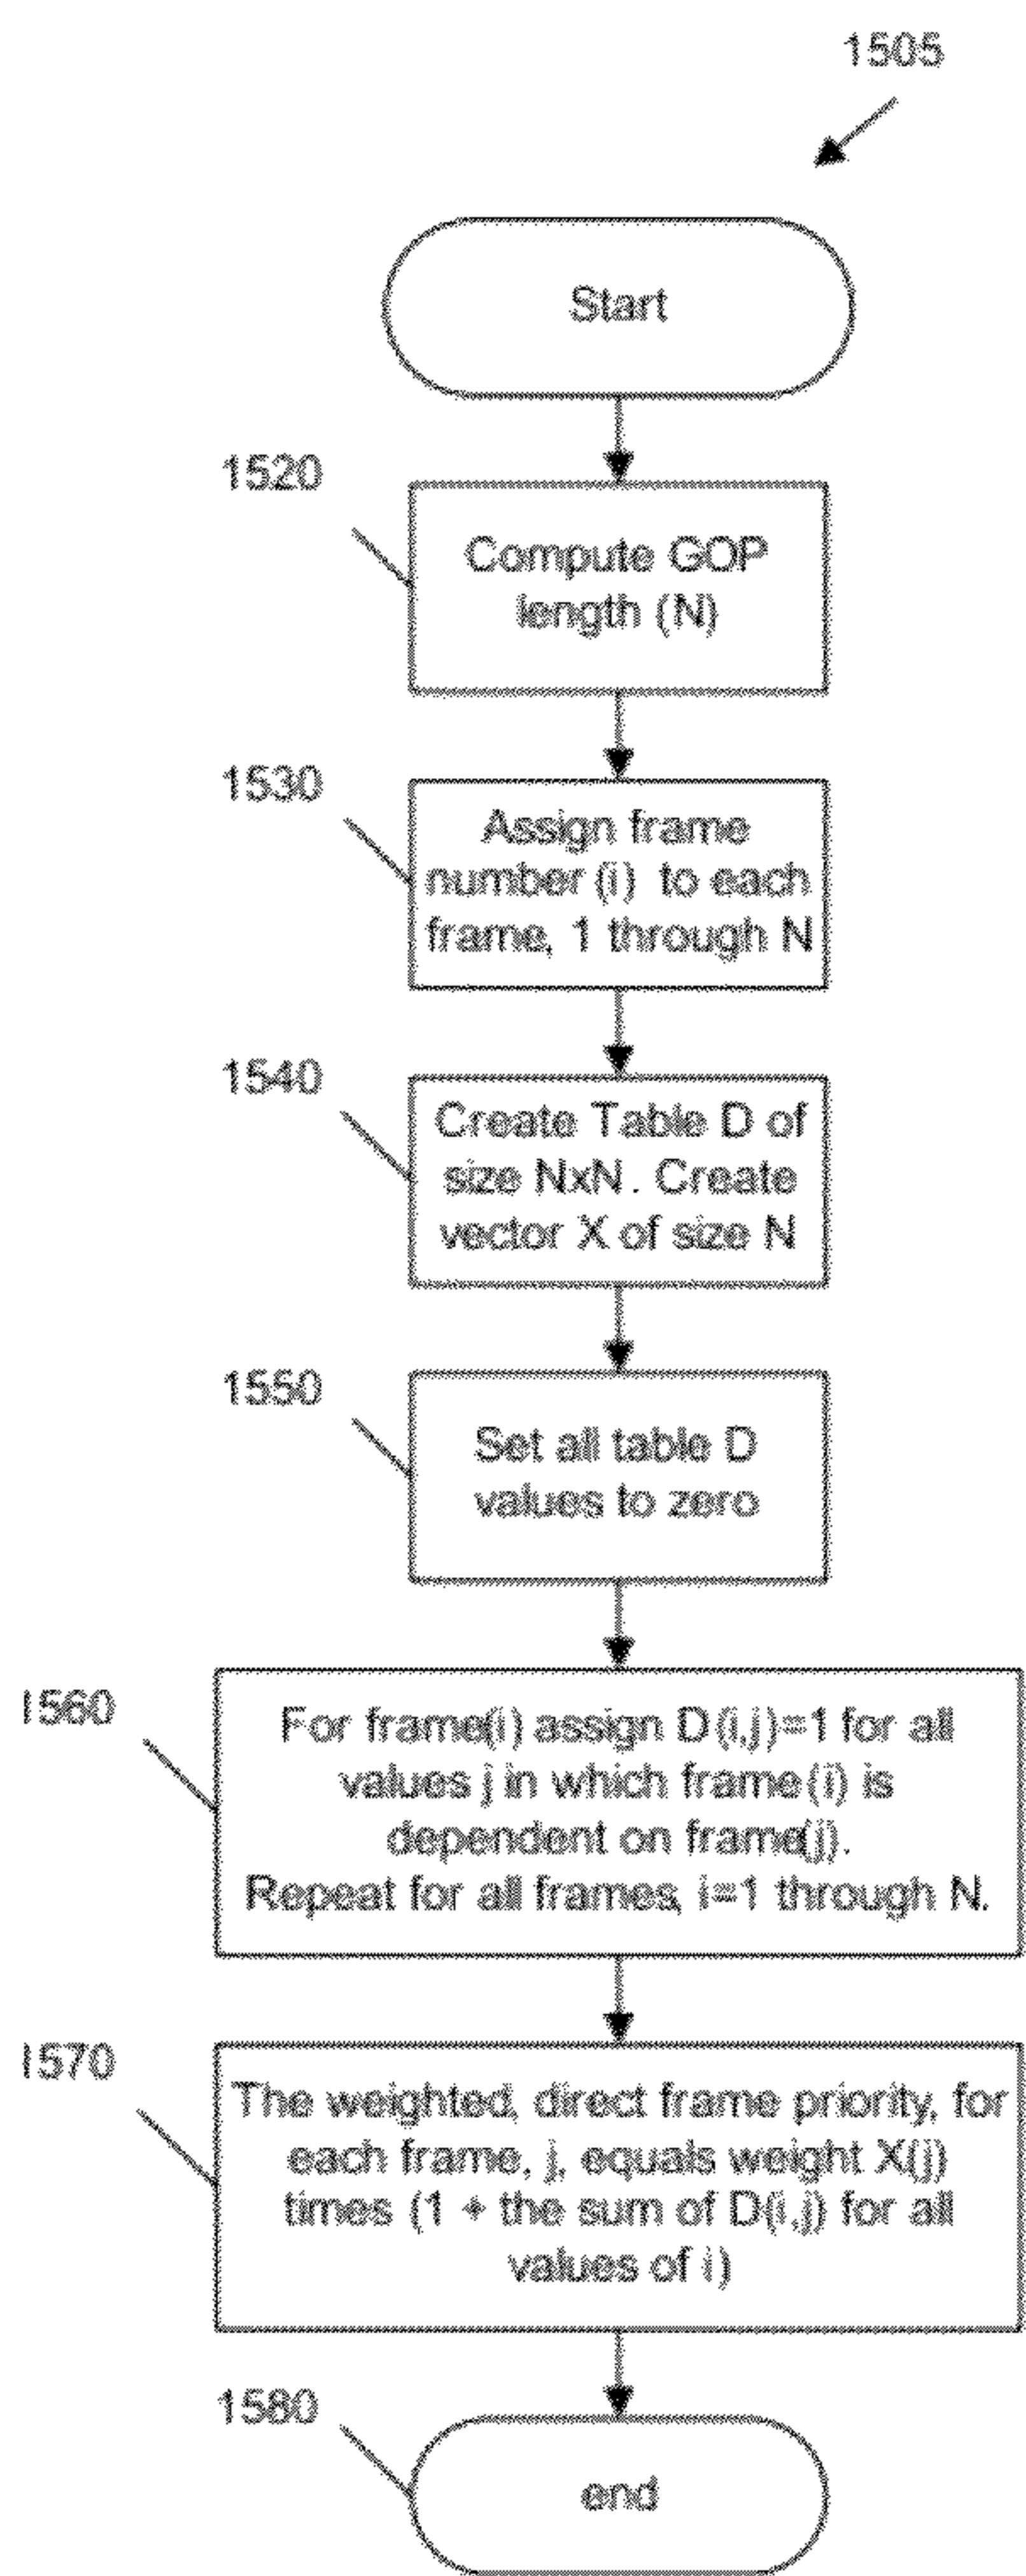 1505
Start
1520
Compute GOP
length (N)
1530
Assign frame
number (i) to each
frame, 1 through N
1540
Create Table D of
size NxN. Create
vector X of size N
1550
Set all table D
values to zero
1560
For frame(i) assign D(i,j)=1 for all
values j in which frame(i) is
dependent on frame(j).
Repeat for all frames, i=1 through N.
1570
The weighted, direct frame priority, for
each frame, j, equals weight X(j)
times (1 + the sum of D(i,j) for all
values of i)
1580
end